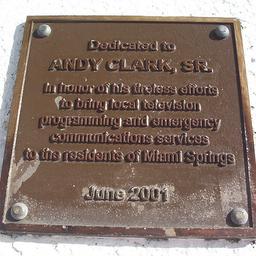 Dedicated to
ANDY CLARK, SR.
In honor of his tireless efforts
to bring local television
programming and emergency
communications services
to the residents of Miami Springs
June 2001